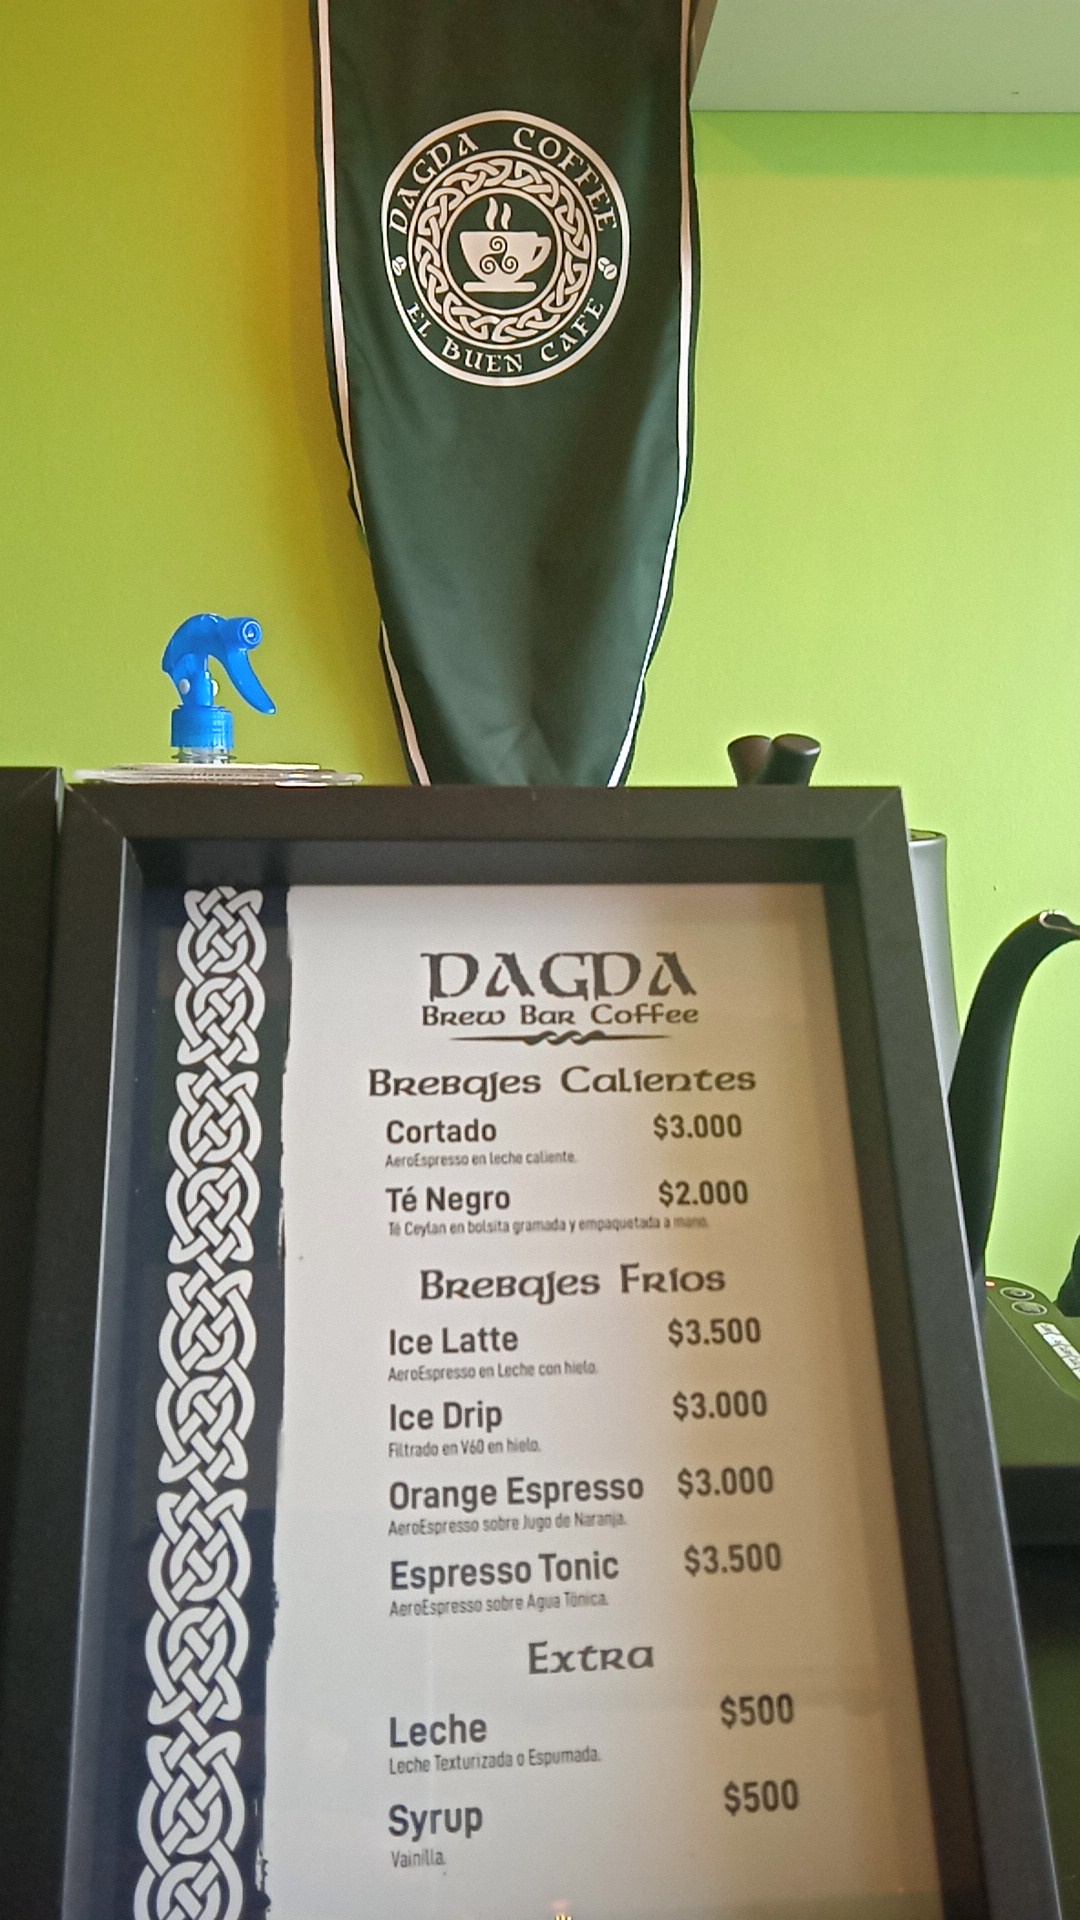 DAGDA COFFEE
EL BUEN CAFE
DAGDA
Brew Bar Coffee
Brebajes Calientes
Cortado $3.000
AeroEspresso en leche caliente.
Té Negro $2.000
Té Ceylan en bolsita gramada y empaquetada a mano.
Brebajes Fríos
Ice Latte $3.500
AeroEspresso en Leche con hielo.
Ice Drip $3.000
Filtrado en V60 en hielo.
Orange Espresso $3.000
AeroEspresso sobre Jugo de Naranja.
Espresso Tonic $3.500
AeroEspresso sobre Agua Tónica.
Extra
Leche $500
Leche Texturizada o Espumada.
Syrup $500
Vainilla.